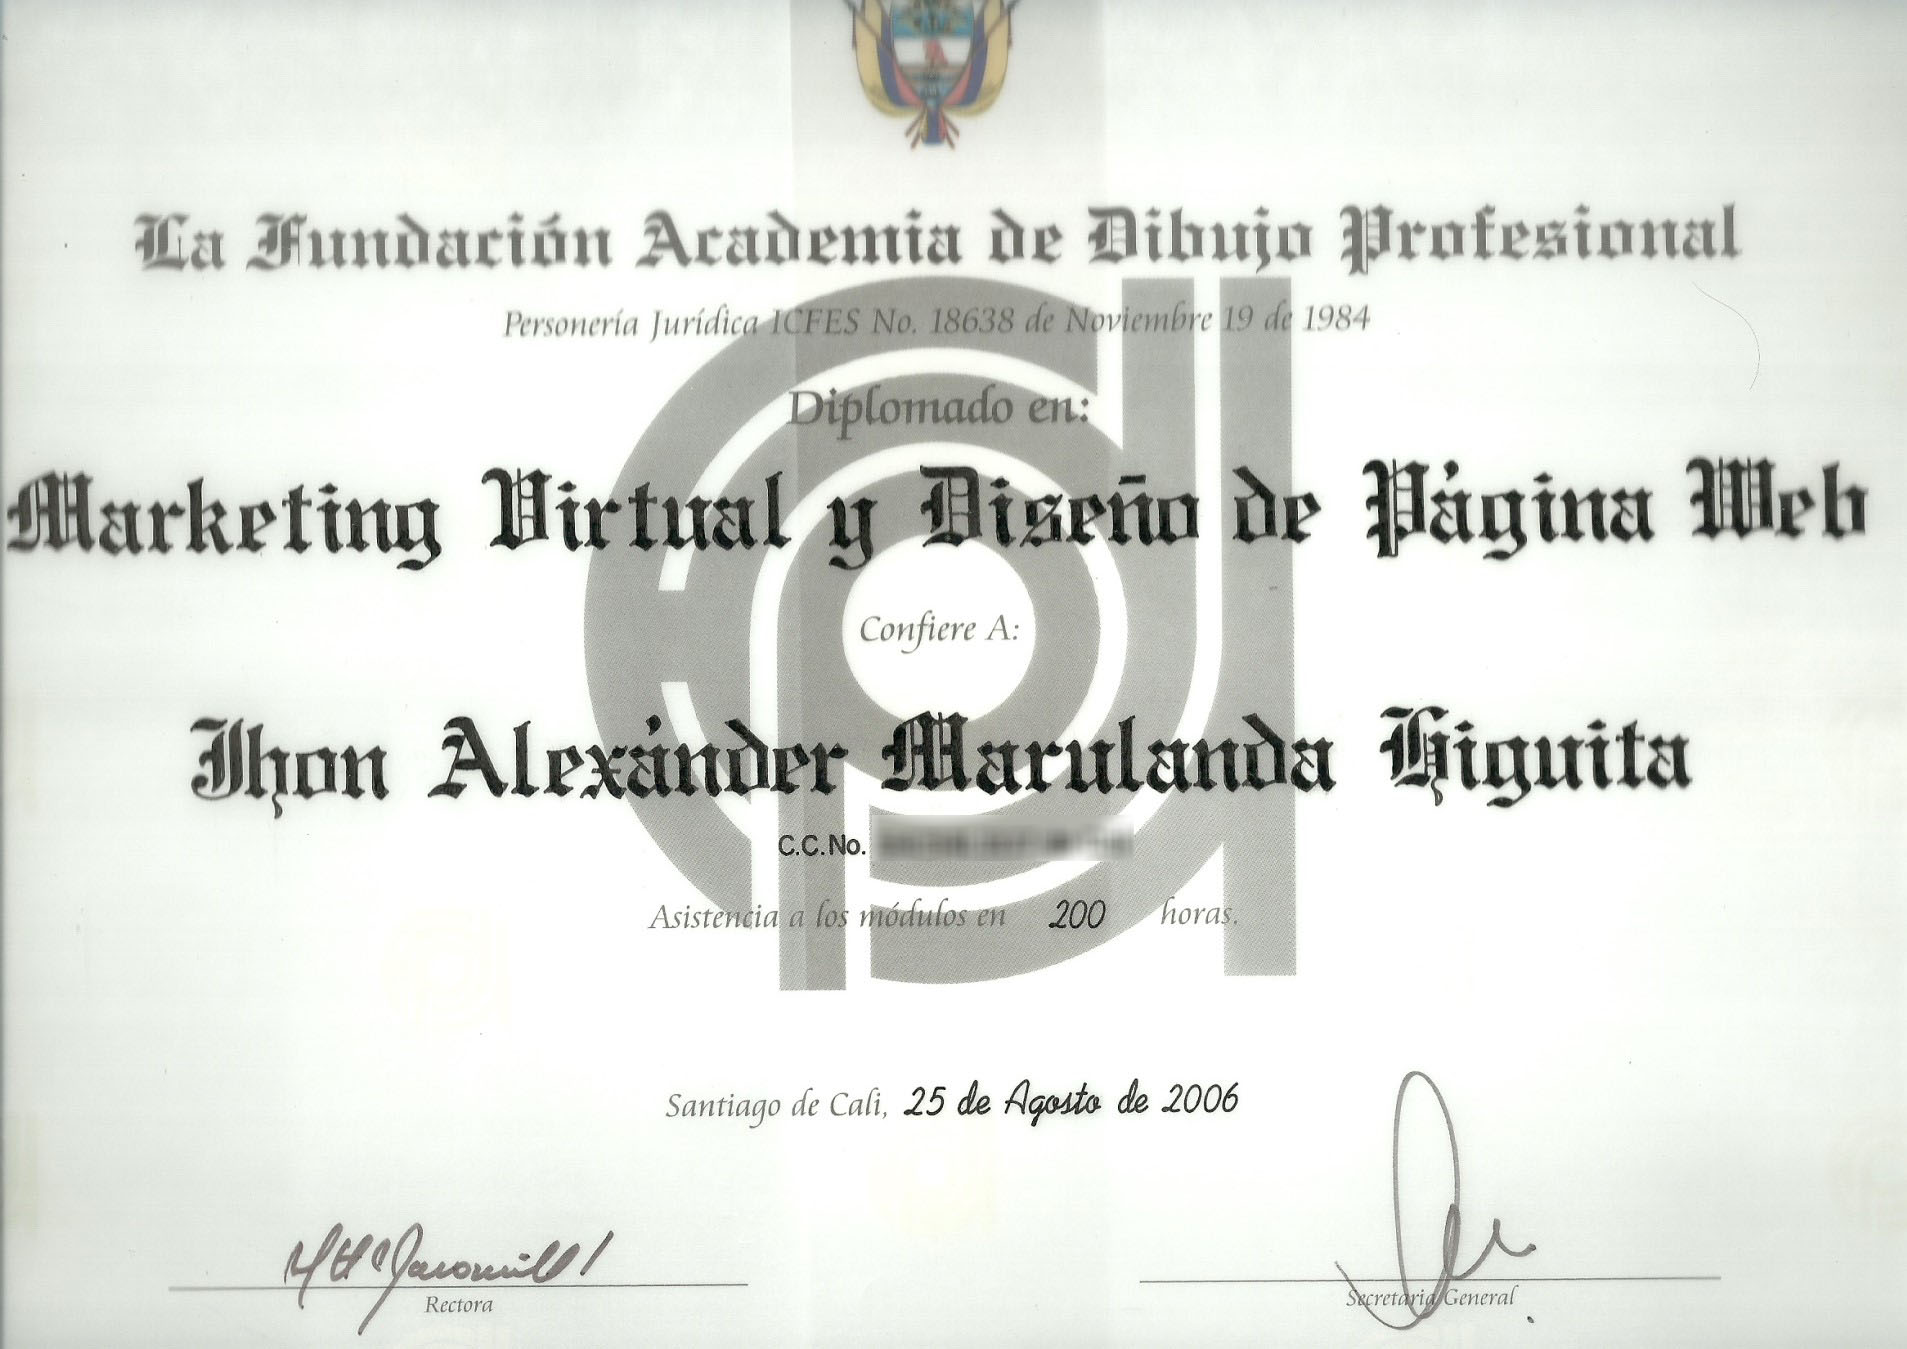 La Fundación Academia de Dibujo Profesional
Personería Jurídica ICFES No. 18638 de Noviembre 19 de 1984
Diplomado en:
Marketing Virtual y Diseño de Página Web
Confiere A:
Jhon Alexánder Marulanda Higuita
C.C.No.
Asistencia a los módulos en 200 horas.
Santiago de Cali, 25 de Agosto de 2006
Rectora
Secretaria General